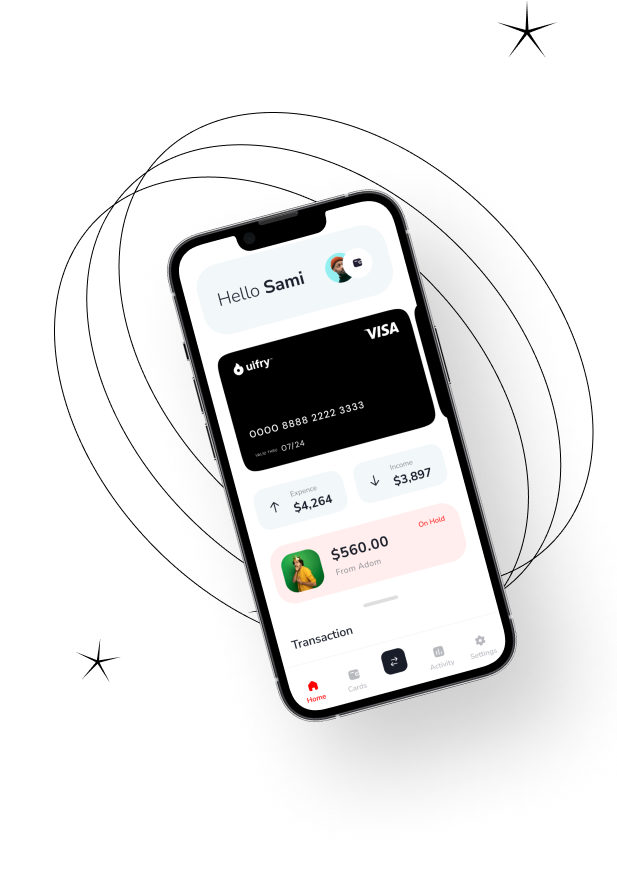 Hello Sami
uifry™
VISA
0000 8888 2222 3333
VALID THRU 07/24
Expence
$4,264
Income
$3,897
On Hold
$560.00
From Adom
Transaction
Home
Cards
Activity
Settings